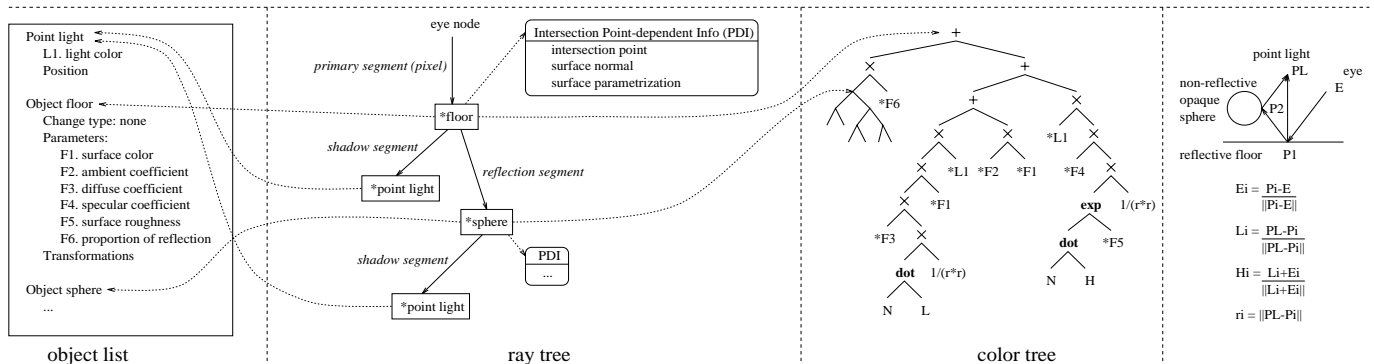 Point light
L1. light color
Position
Object floor
Change type: none
Parameters:
F1. surface color
F2. ambient coefficient
F3. diffuse coefficient
F4. specular coefficient
F5. surface roughness
F6. proportion of reflection
Transformations
Object sphere
...
object list
eye node
primary segment (pixel)
*floor
shadow segment
reflection segment
*point light
*sphere
shadow segment
*point light
Intersection Point-dependent Info (PDI)
intersection point
surface normal
surface parametrization
PDI
...
ray tree
+
× +
*F6
+ ×
× × *L1 ×
× *L1 *F2 *F1 *F4 ×
× *F1 exp 1/(r*r)
*F3 × dot *F5
dot 1/(r*r) N H
N L
color tree
point light
PL
eye
E
non-reflective
opaque
sphere
P2
reflective floor
P1
Ei = Pi-E
||Pi-E||
Li = PL-Pi
||PL-Pi||
Hi = Li+Ei
||Li+Ei||
ri = ||PL-Pi||